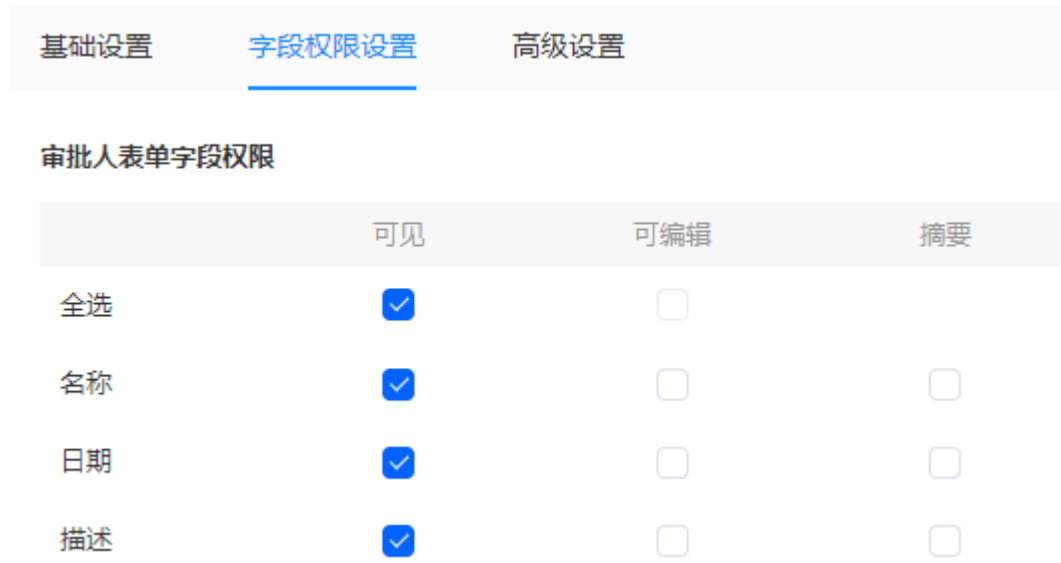 基础设置 字段权限设置 高级设置
审批人表单字段权限
可见 可编辑 摘要
全选
名称
日期
描述